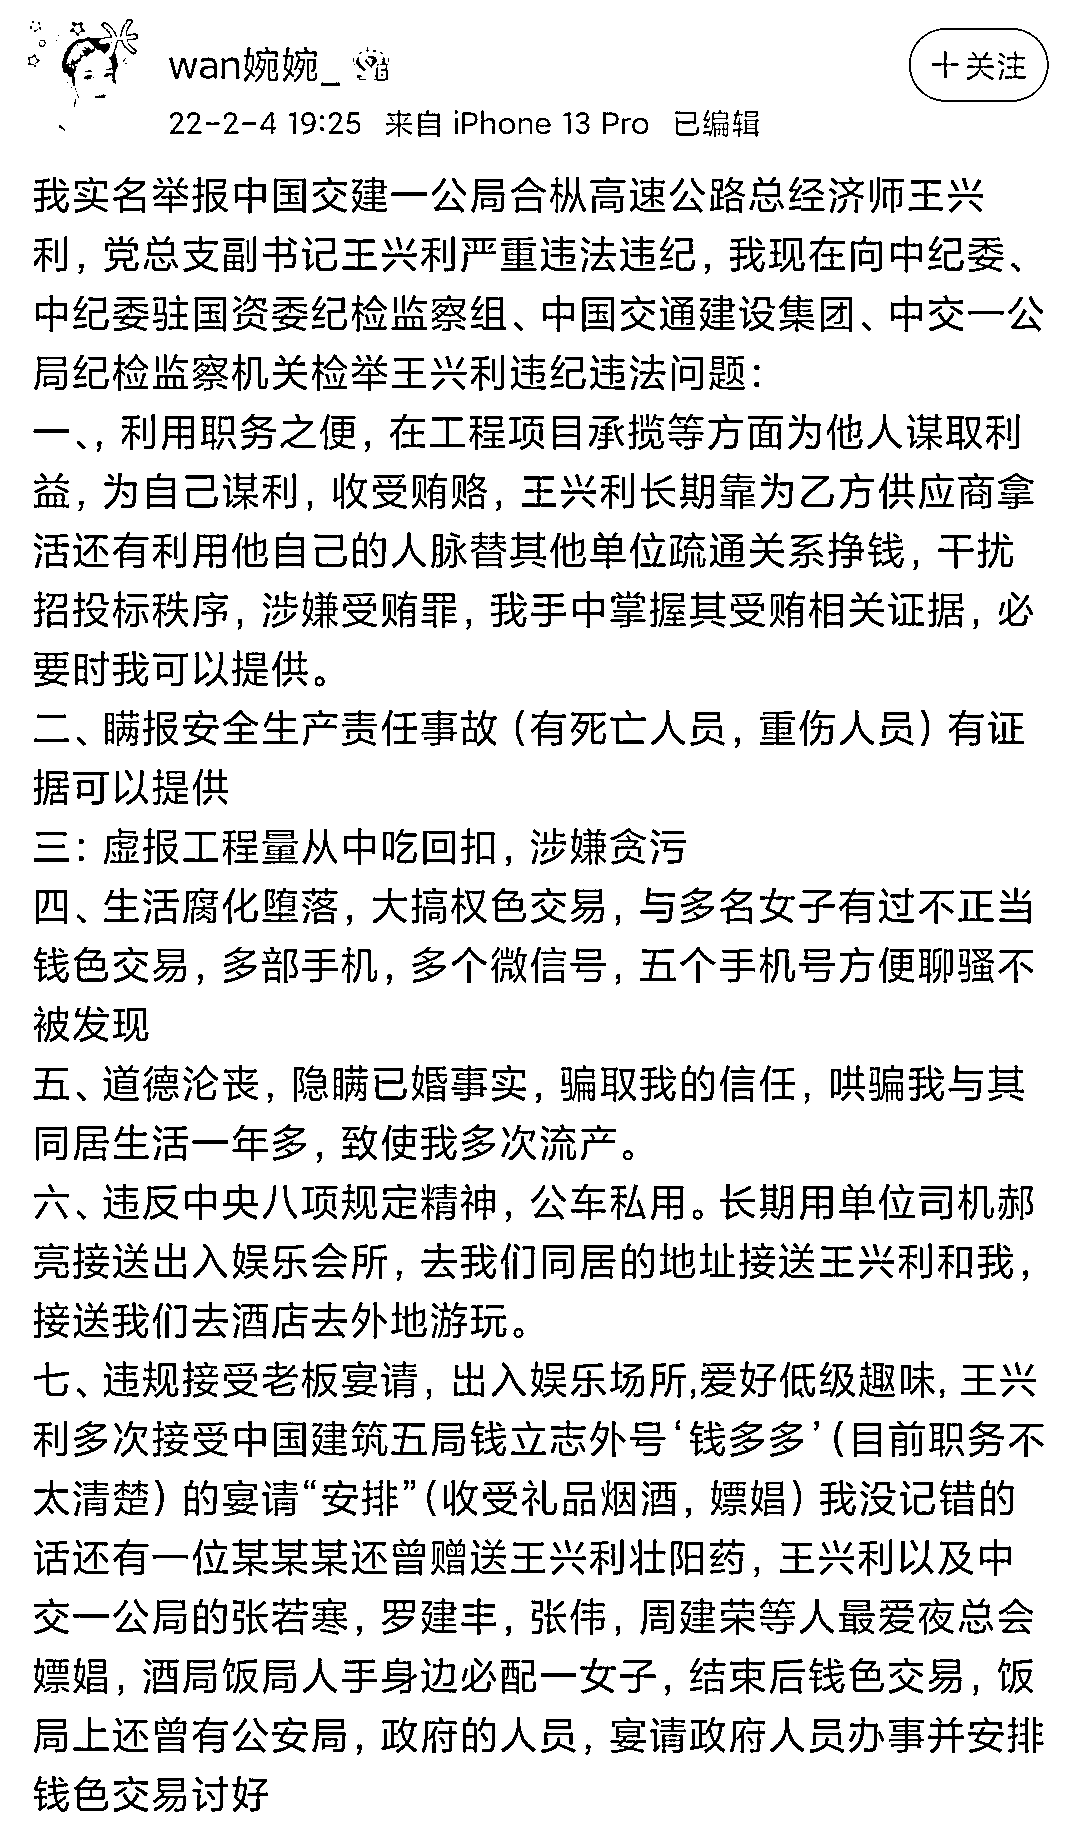 wan婉婉_
+关注
22-2-4 19:25 来自 iPhone 13 Pro 已编辑
我实名举报中国交建一公局合枞高速公路总经济师王兴
利，党总支副书记王兴利严重违法违纪，我现在向中纪委、
中纪委驻国资委纪检监察组、中国交通建设集团、中交一公
局纪检监察机关检举王兴利违纪违法问题：
一、，利用职务之便，在工程项目承揽等方面为他人谋取利
益，为自己谋利，收受贿赂，王兴利长期靠为乙方供应商拿
活还有利用他自己的人脉替其他单位疏通关系挣钱，干扰
招投标秩序，涉嫌受贿罪，我手中掌握其受贿相关证据，必
要时我可以提供。
二、瞒报安全生产责任事故（有死亡人员，重伤人员）有证
据可以提供
三：虚报工程量从中吃回扣，涉嫌贪污
四、生活腐化堕落，大搞权色交易，与多名女子有过不正当
钱色交易，多部手机，多个微信号，五个手机号方便聊骚不
被发现
五、道德沦丧，隐瞒已婚事实，骗取我的信任，哄骗我与其
同居生活一年多，致使我多次流产。
六、违反中央八项规定精神，公车私用。长期用单位司机郝
亮接送出入娱乐会所，去我们同居的地址接送王兴利和我，
接送我们去酒店去外地游玩。
七、违规接受老板宴请，出入娱乐场所,爱好低级趣味，王兴
利多次接受中国建筑五局钱立志外号‘钱多多’（目前职务不
太清楚）的宴请“安排”（收受礼品烟酒，嫖娼）我没记错的
话还有一位某某某还曾赠送王兴利壮阳药，王兴利以及中
交一公局的张若寒，罗建丰，张伟，周建荣等人最爱夜总会
嫖娼，酒局饭局人手身边必配一女子，结束后钱色交易，饭
局上还曾有公安局，政府的人员，宴请政府人员办事并安排
钱色交易讨好